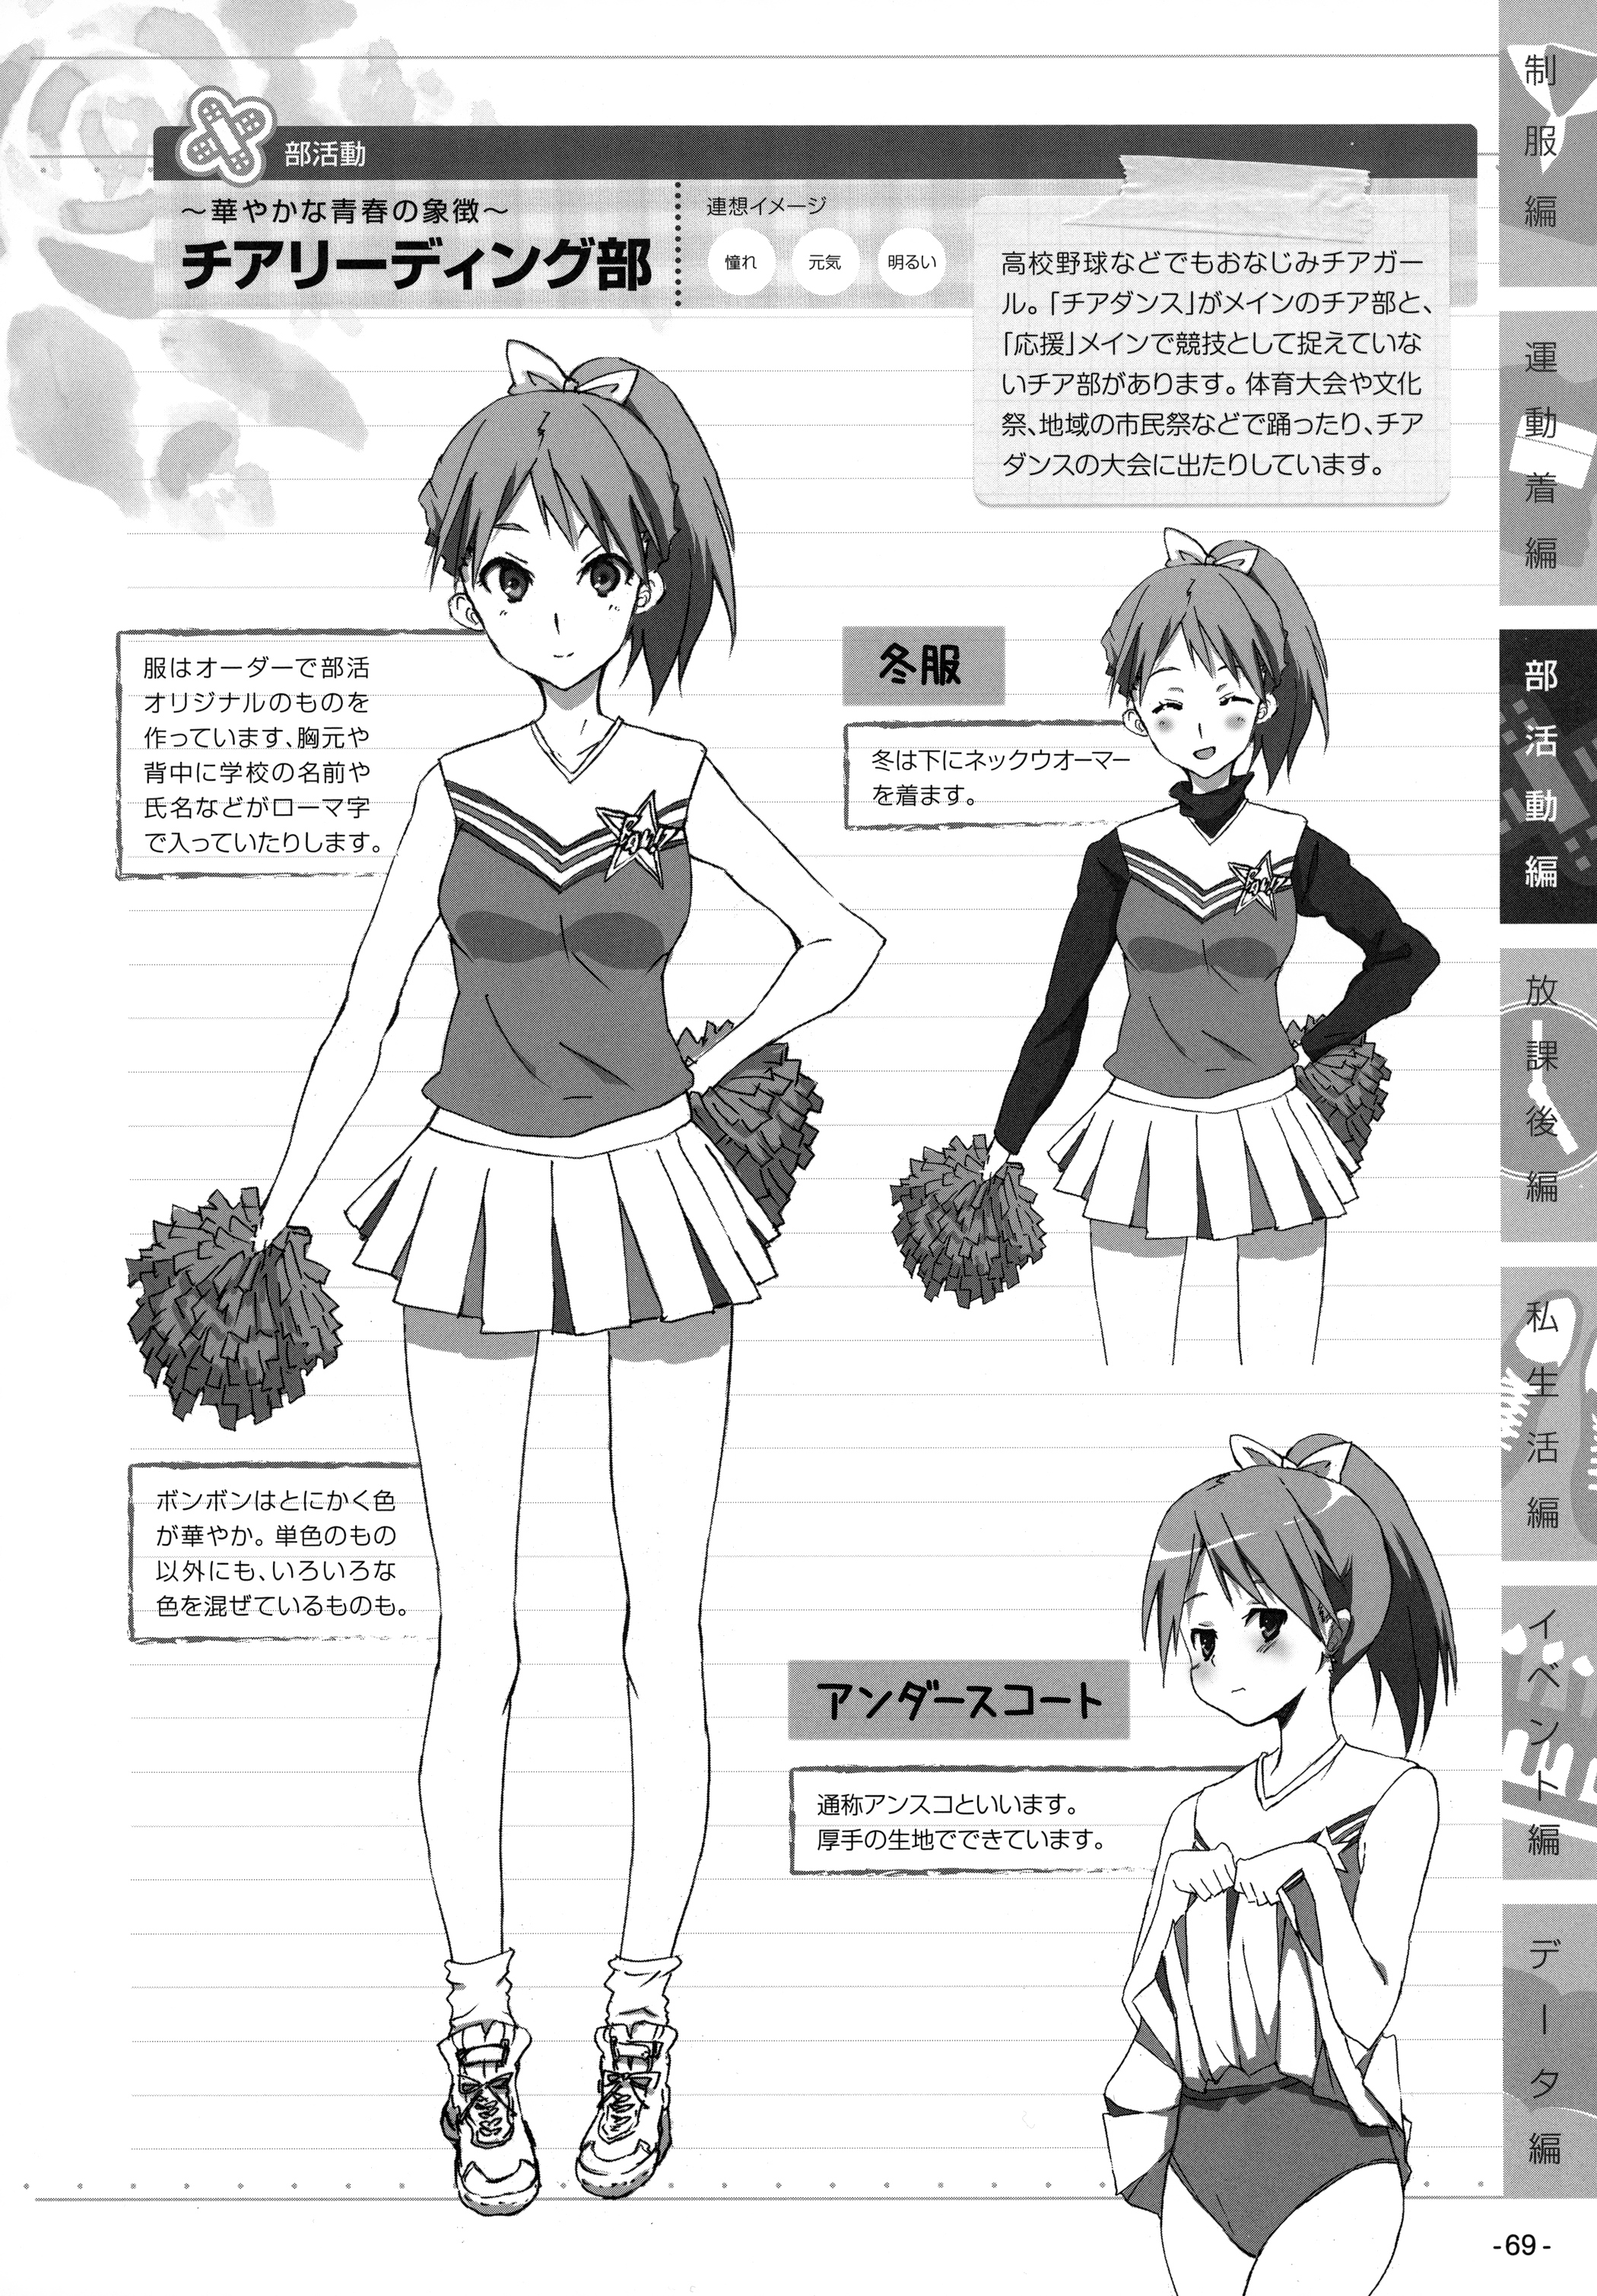 部活動
～華やかな青春の象徴～
チアリーディング部
連想イメージ
憧れ
元気
明るい
高校野球などでもおなじみチアガー
ル。「チアダンス」がメインのチア部と、
「応援」メインで競技として捉えていな
いチア部があります。体育大会や文化
祭、地域の市民祭などで踊ったり、チア
ダンスの大会に出たりしています。
服はオーダーで部活
オリジナルのものを
作っています、胸元や
背中に学校の名前や
氏名などがローマ字
で入っていたりします。
冬服
冬は下にネックウオーマー
を着ます。
ボンボンはとにかく色
が華やか。単色のもの
以外にも、いろいろな
色を混ぜているものも。
アンダースコート
通称アンスコといいます。
厚手の生地でできています。
制服編
運動着編
部活動編
放課後編
私生活編
イベント編
データ編
-69-